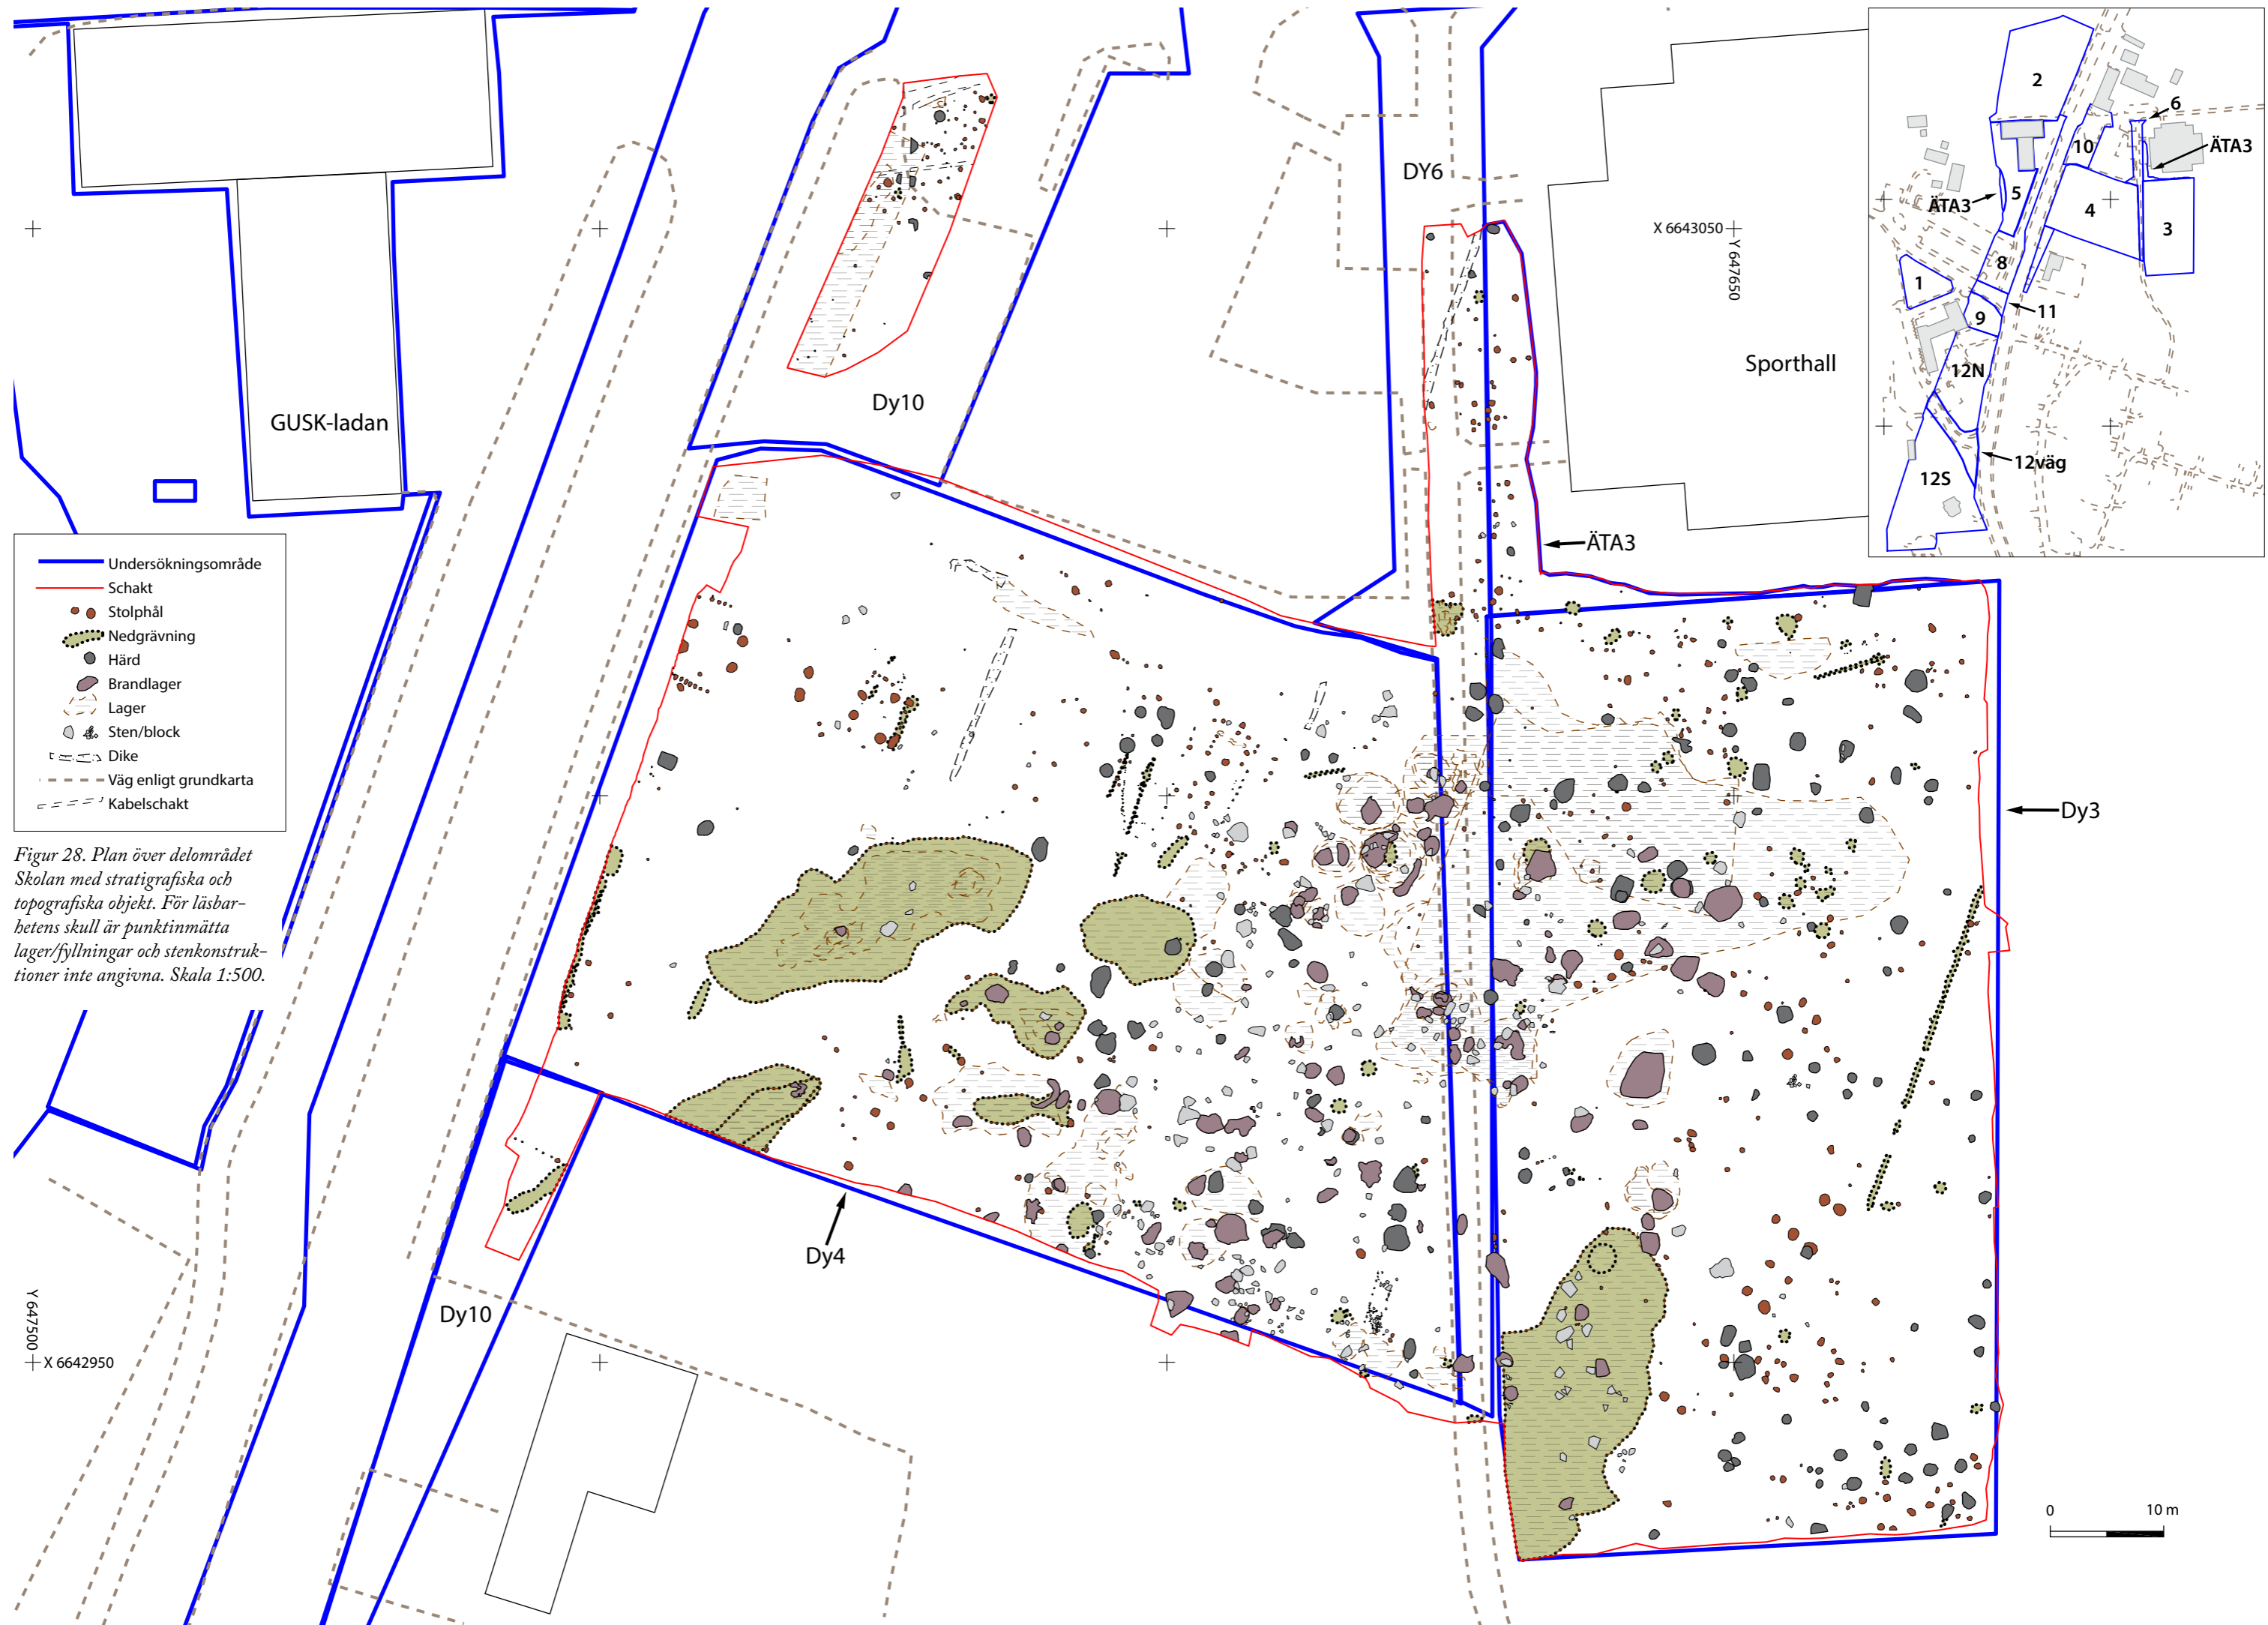 DY6
X 6643050
Y 647650
Sporthall
GUSK-ladan
Dy10
ÄTA3
Dy3
Dy4
Dy10
Y 647500
X 6642950
Undersökningsområde
Schakt
Stolphål
Nedgrävning
Härd
Brandlager
Lager
Sten/block
Dike
Väg enligt grundkarta
Kabelschakt
Figur 28. Plan över delområdet
Skolan med stratigrafiska och
topografiska objekt. För läsbar-
hetens skull är punktinmätta
lager/fyllningar och stenkonstruk-
tioner inte angivna. Skala 1:500.
2
6
10
ÄTA3
5
ÄTA3
4
3
8
1
11
9
12N
12väg
12S
0 10 m